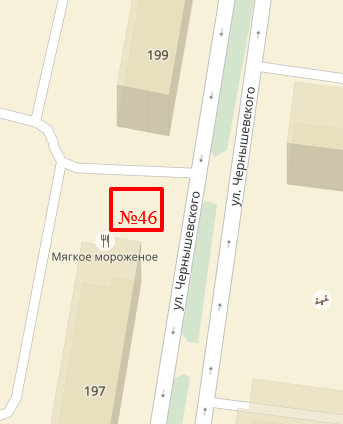 199
ул. Чернышевского
№46
ул. Чернышевского
Мягкое мороженое
197